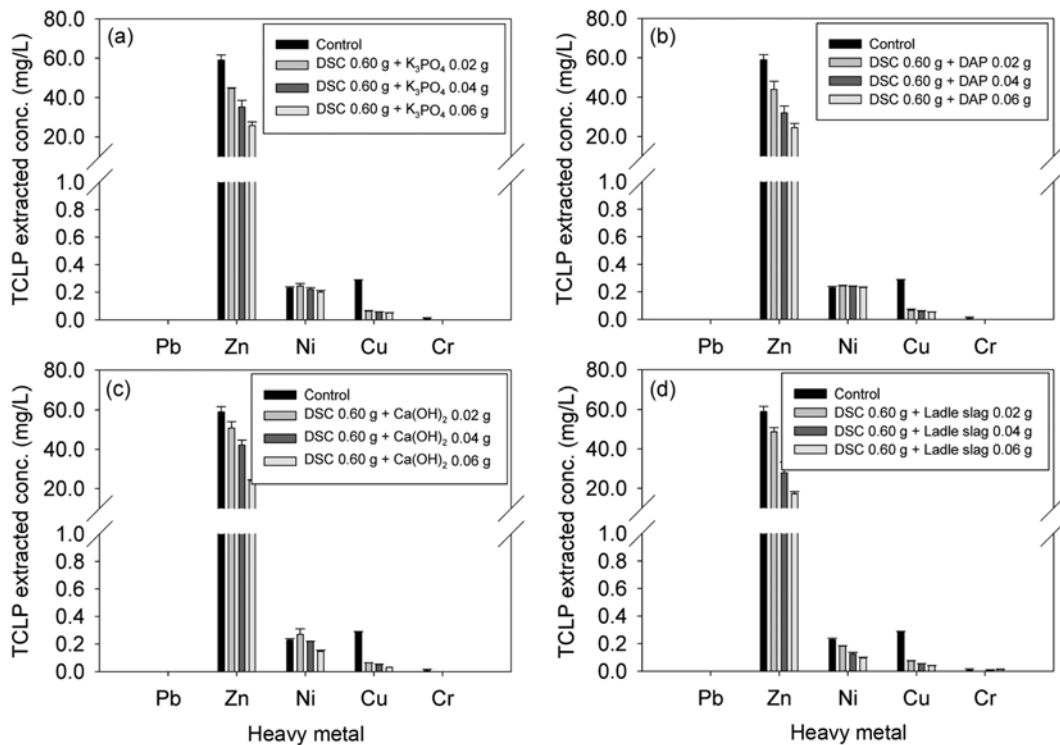 (a)
TCLP extracted conc. (mg/L)
80.0
60.0
40.0
20.0
1.0
0.8
0.6
0.4
0.2
0.0
Control
DSC 0.60 g + K₃PO₄ 0.02 g
DSC 0.60 g + K₃PO₄ 0.04 g
DSC 0.60 g + K₃PO₄ 0.06 g
Pb Zn Ni Cu Cr
(b)
TCLP extracted conc. (mg/L)
80.0
60.0
40.0
20.0
1.0
0.8
0.6
0.4
0.2
0.0
Control
DSC 0.60 g + DAP 0.02 g
DSC 0.60 g + DAP 0.04 g
DSC 0.60 g + DAP 0.06 g
Pb Zn Ni Cu Cr
(c)
TCLP extracted conc. (mg/L)
80.0
60.0
40.0
20.0
1.0
0.8
0.6
0.4
0.2
0.0
Control
DSC 0.60 g + Ca(OH)₂ 0.02 g
DSC 0.60 g + Ca(OH)₂ 0.04 g
DSC 0.60 g + Ca(OH)₂ 0.06 g
Pb Zn Ni Cu Cr
Heavy metal
(d)
TCLP extracted conc. (mg/L)
80.0
60.0
40.0
20.0
1.0
0.8
0.6
0.4
0.2
0.0
Control
DSC 0.60 g + Ladle slag 0.02 g
DSC 0.60 g + Ladle slag 0.04 g
DSC 0.60 g + Ladle slag 0.06 g
Pb Zn Ni Cu Cr
Heavy metal